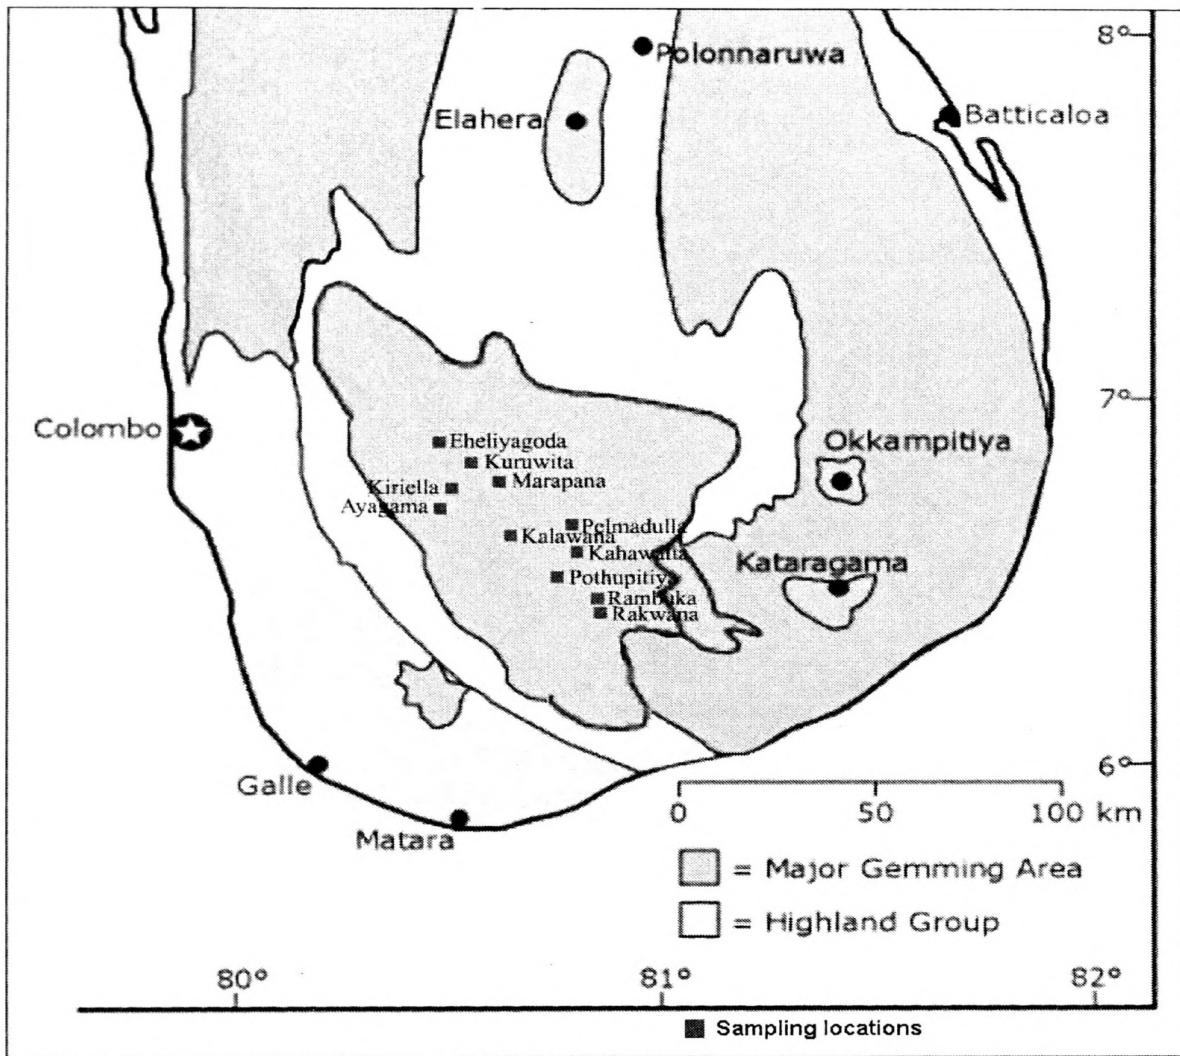 8°
Polonnaruwa
Elahera
Batticaloa
7°
Colombo
Okkampitiya
Eheliyagoda
Kuruwita
Kiriella
Marapana
Ayagama
Pelmadulla
Kalawana
Kahawatta
Kataragama
Pothupitiya
Rambuka
Rakwana
6°
Galle
0 50 100 km
Matara
= Major Gemming Area
= Highland Group
80° 81° 82°
Sampling locations